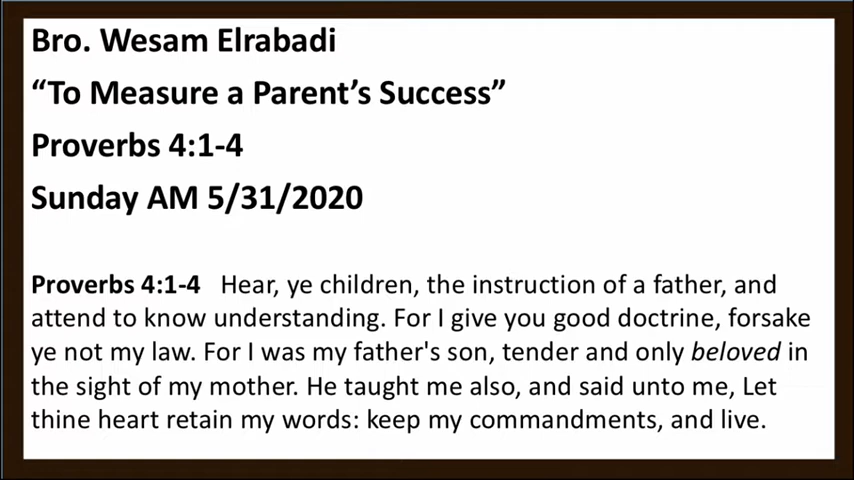 Bro. Wesam Elrabadi
“To Measure a Parent’s Success”
Proverbs 4:1-4
Sunday AM 5/31/2020
Proverbs 4:1-4 Hear, ye children, the instruction of a father, and
attend to know understanding. For I give you good doctrine, forsake
ye not my law. For I was my father's son, tender and only beloved in
the sight of my mother. He taught me also, and said unto me, Let
thine heart retain my words: keep my commandments, and live.